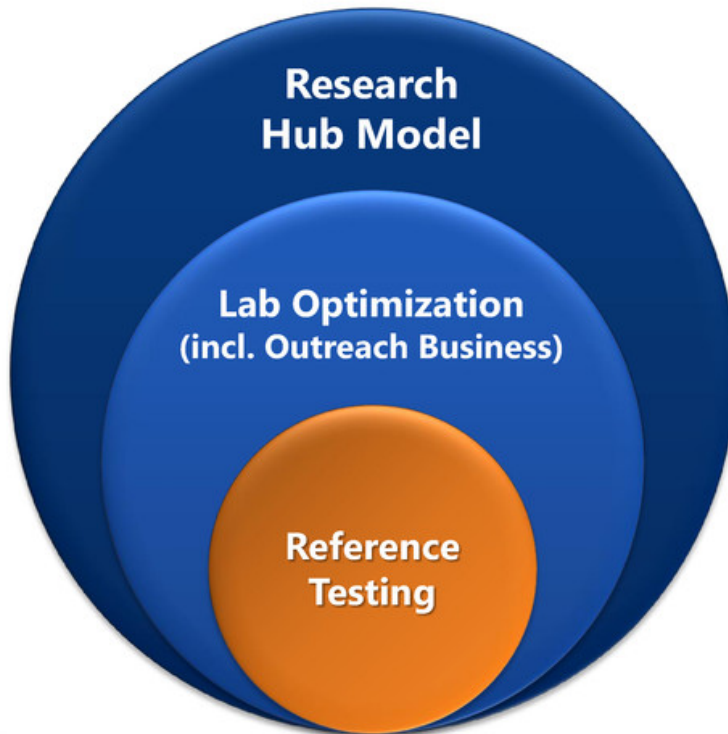 Research
Hub Model
Lab Optimization
(incl. Outreach Business)
Reference
Testing